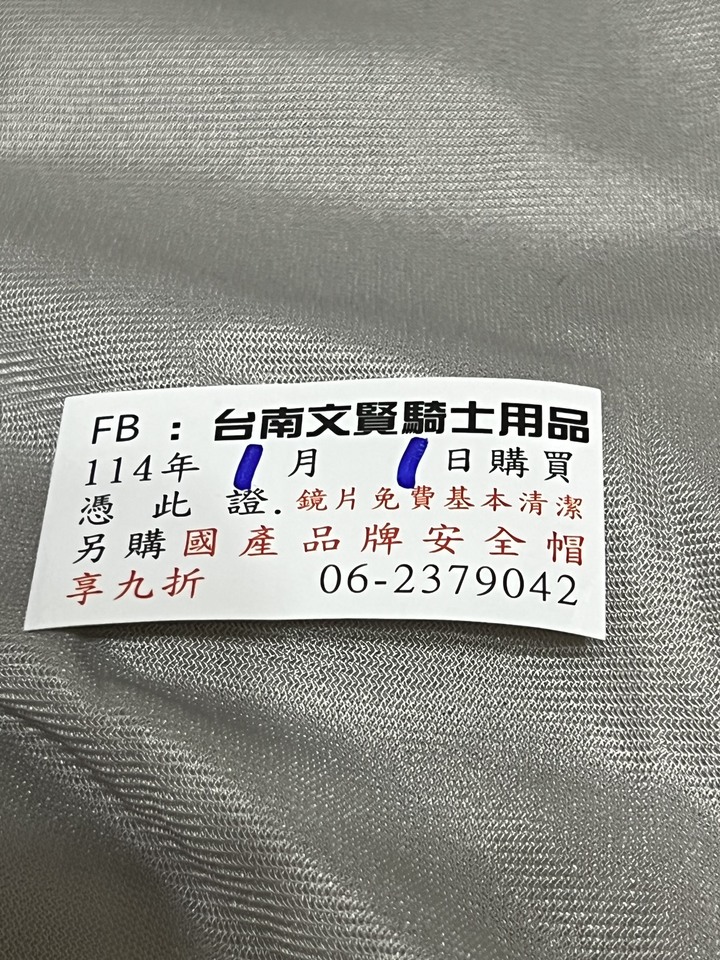 FB：台南文賢騎士用品
114年 1 月 1 日購買
憑此證.鏡片免費基本清潔
另購國產品牌安全帽
享九折 06-2379042